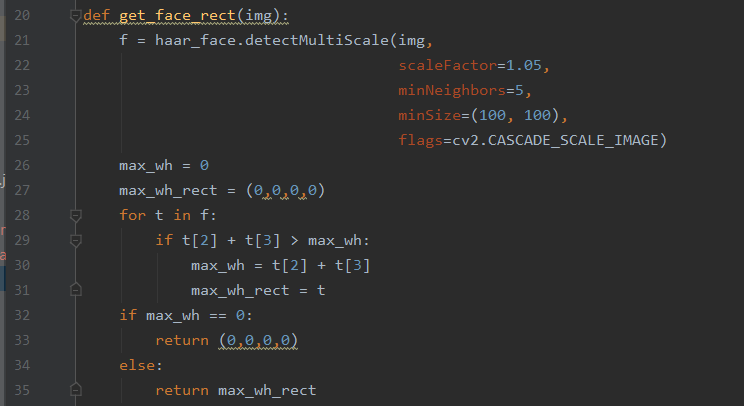 20 def get_face_rect(img):
21     f = haar_face.detectMultiScale(img,
22                                    scaleFactor=1.05,
23                                    minNeighbors=5,
24                                    minSize=(100, 100),
25                                    flags=cv2.CASCADE_SCALE_IMAGE)
26     max_wh = 0
27     max_wh_rect = (0,0,0,0)
28     for t in f:
29         if t[2] + t[3] > max_wh:
30             max_wh = t[2] + t[3]
31             max_wh_rect = t
32     if max_wh == 0:
33         return (0,0,0,0)
34     else:
35         return max_wh_rect